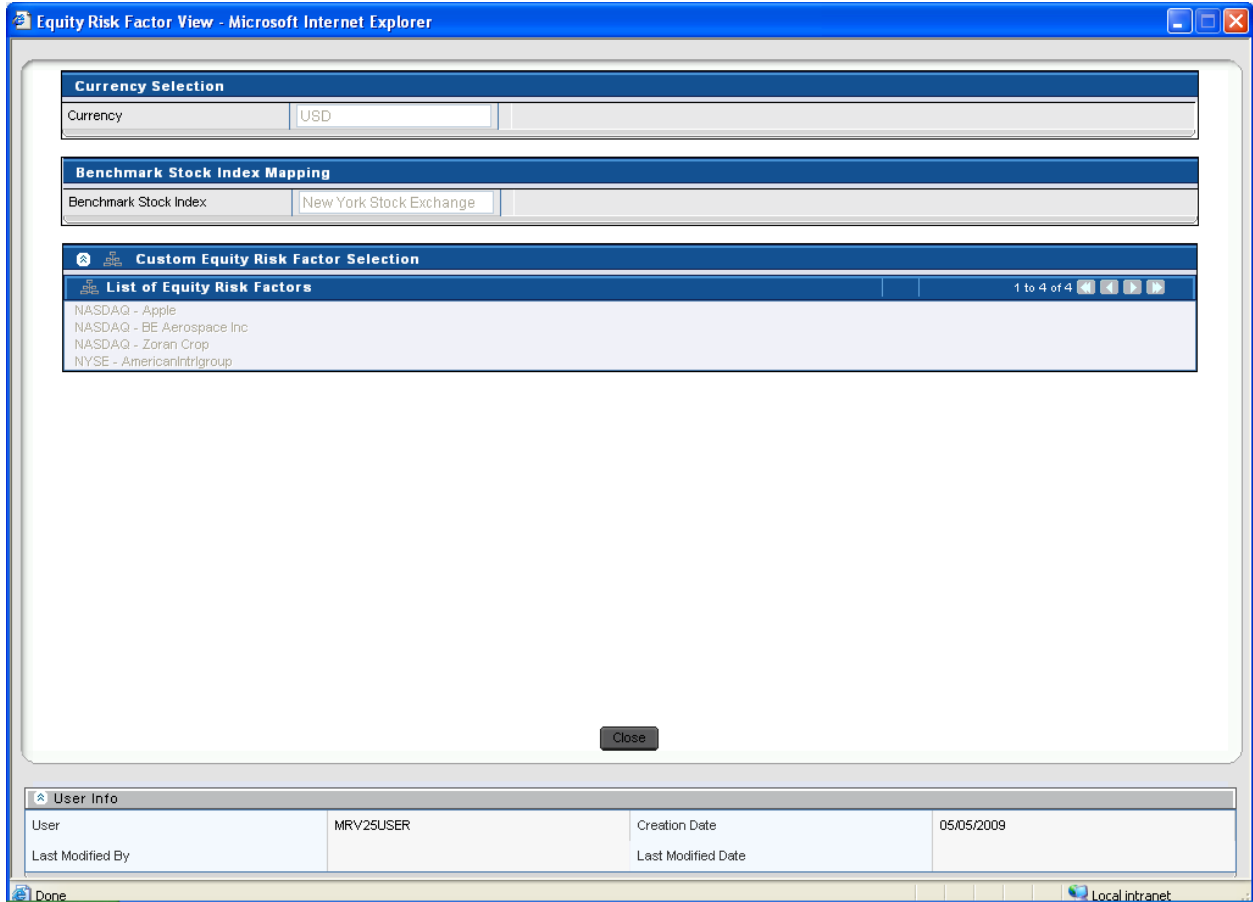 Equity Risk Factor View - Microsoft Internet Explorer
Currency Selection
Currency USD
Benchmark Stock Index Mapping
Benchmark Stock Index New York Stock Exchange
Custom Equity Risk Factor Selection
List of Equity Risk Factors 1 to 4 of 4
NASDAQ - Apple
NASDAQ - BE Aerospace Inc
NASDAQ - Zoran Crop
NYSE - AmericanIntrlgroup
Close
User Info
User MRV25USER Creation Date 05/05/2009
Last Modified By Last Modified Date
Done Local intranet